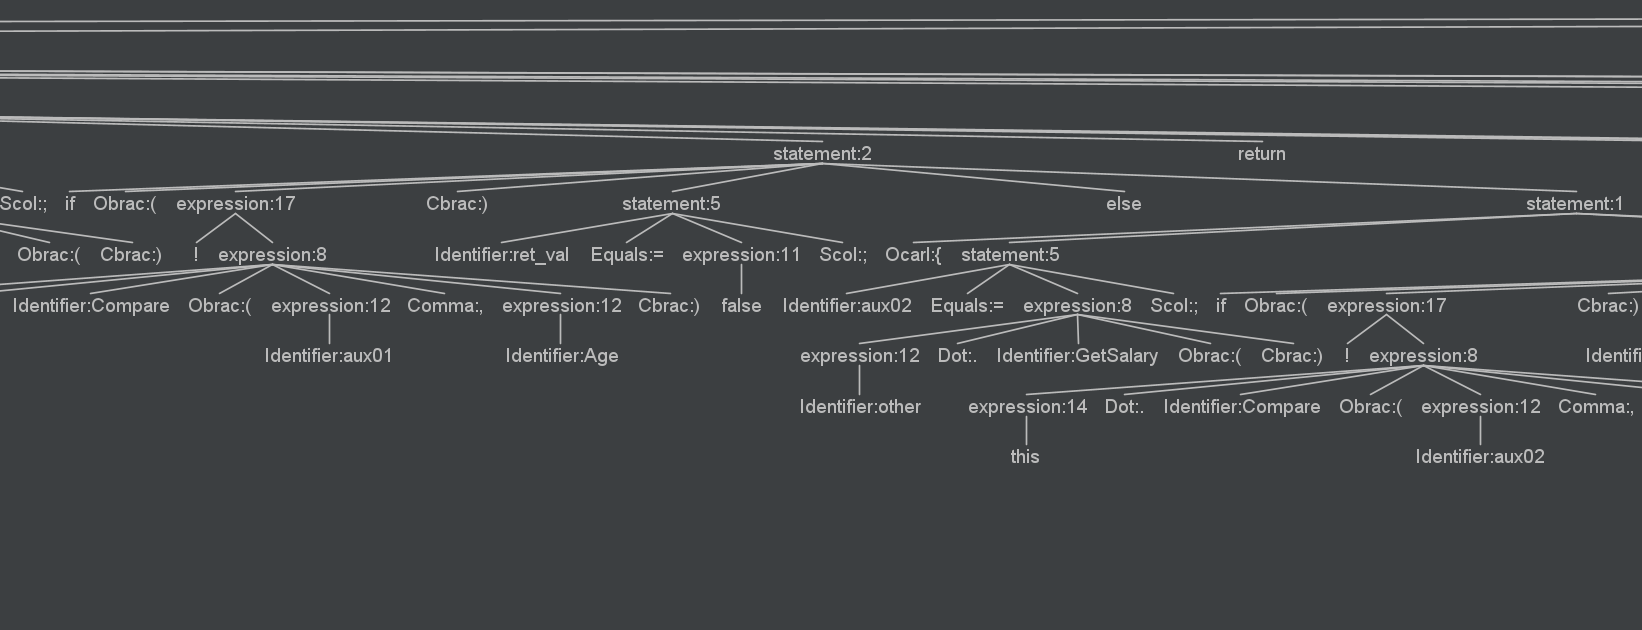 statement:2 return
Scol:; if Obrac:( expression:17 Cbrac:) statement:5 else statement:1
Obrac:( Cbrac:) ! expression:8 Identifier:ret_val Equals:= expression:11 Scol:; Ocarl:{ statement:5
Identifier:Compare Obrac:( expression:12 Comma:, expression:12 Cbrac:) false Identifier:aux02 Equals:= expression:8 Scol:; if Obrac:( expression:17 Cbrac:)
Identifier:aux01 Identifier:Age expression:12 Dot:. Identifier:GetSalary Obrac:( Cbrac:) ! expression:8 Identifi
Identifier:other expression:14 Dot:. Identifier:Compare Obrac:( expression:12 Comma:,
this Identifier:aux02